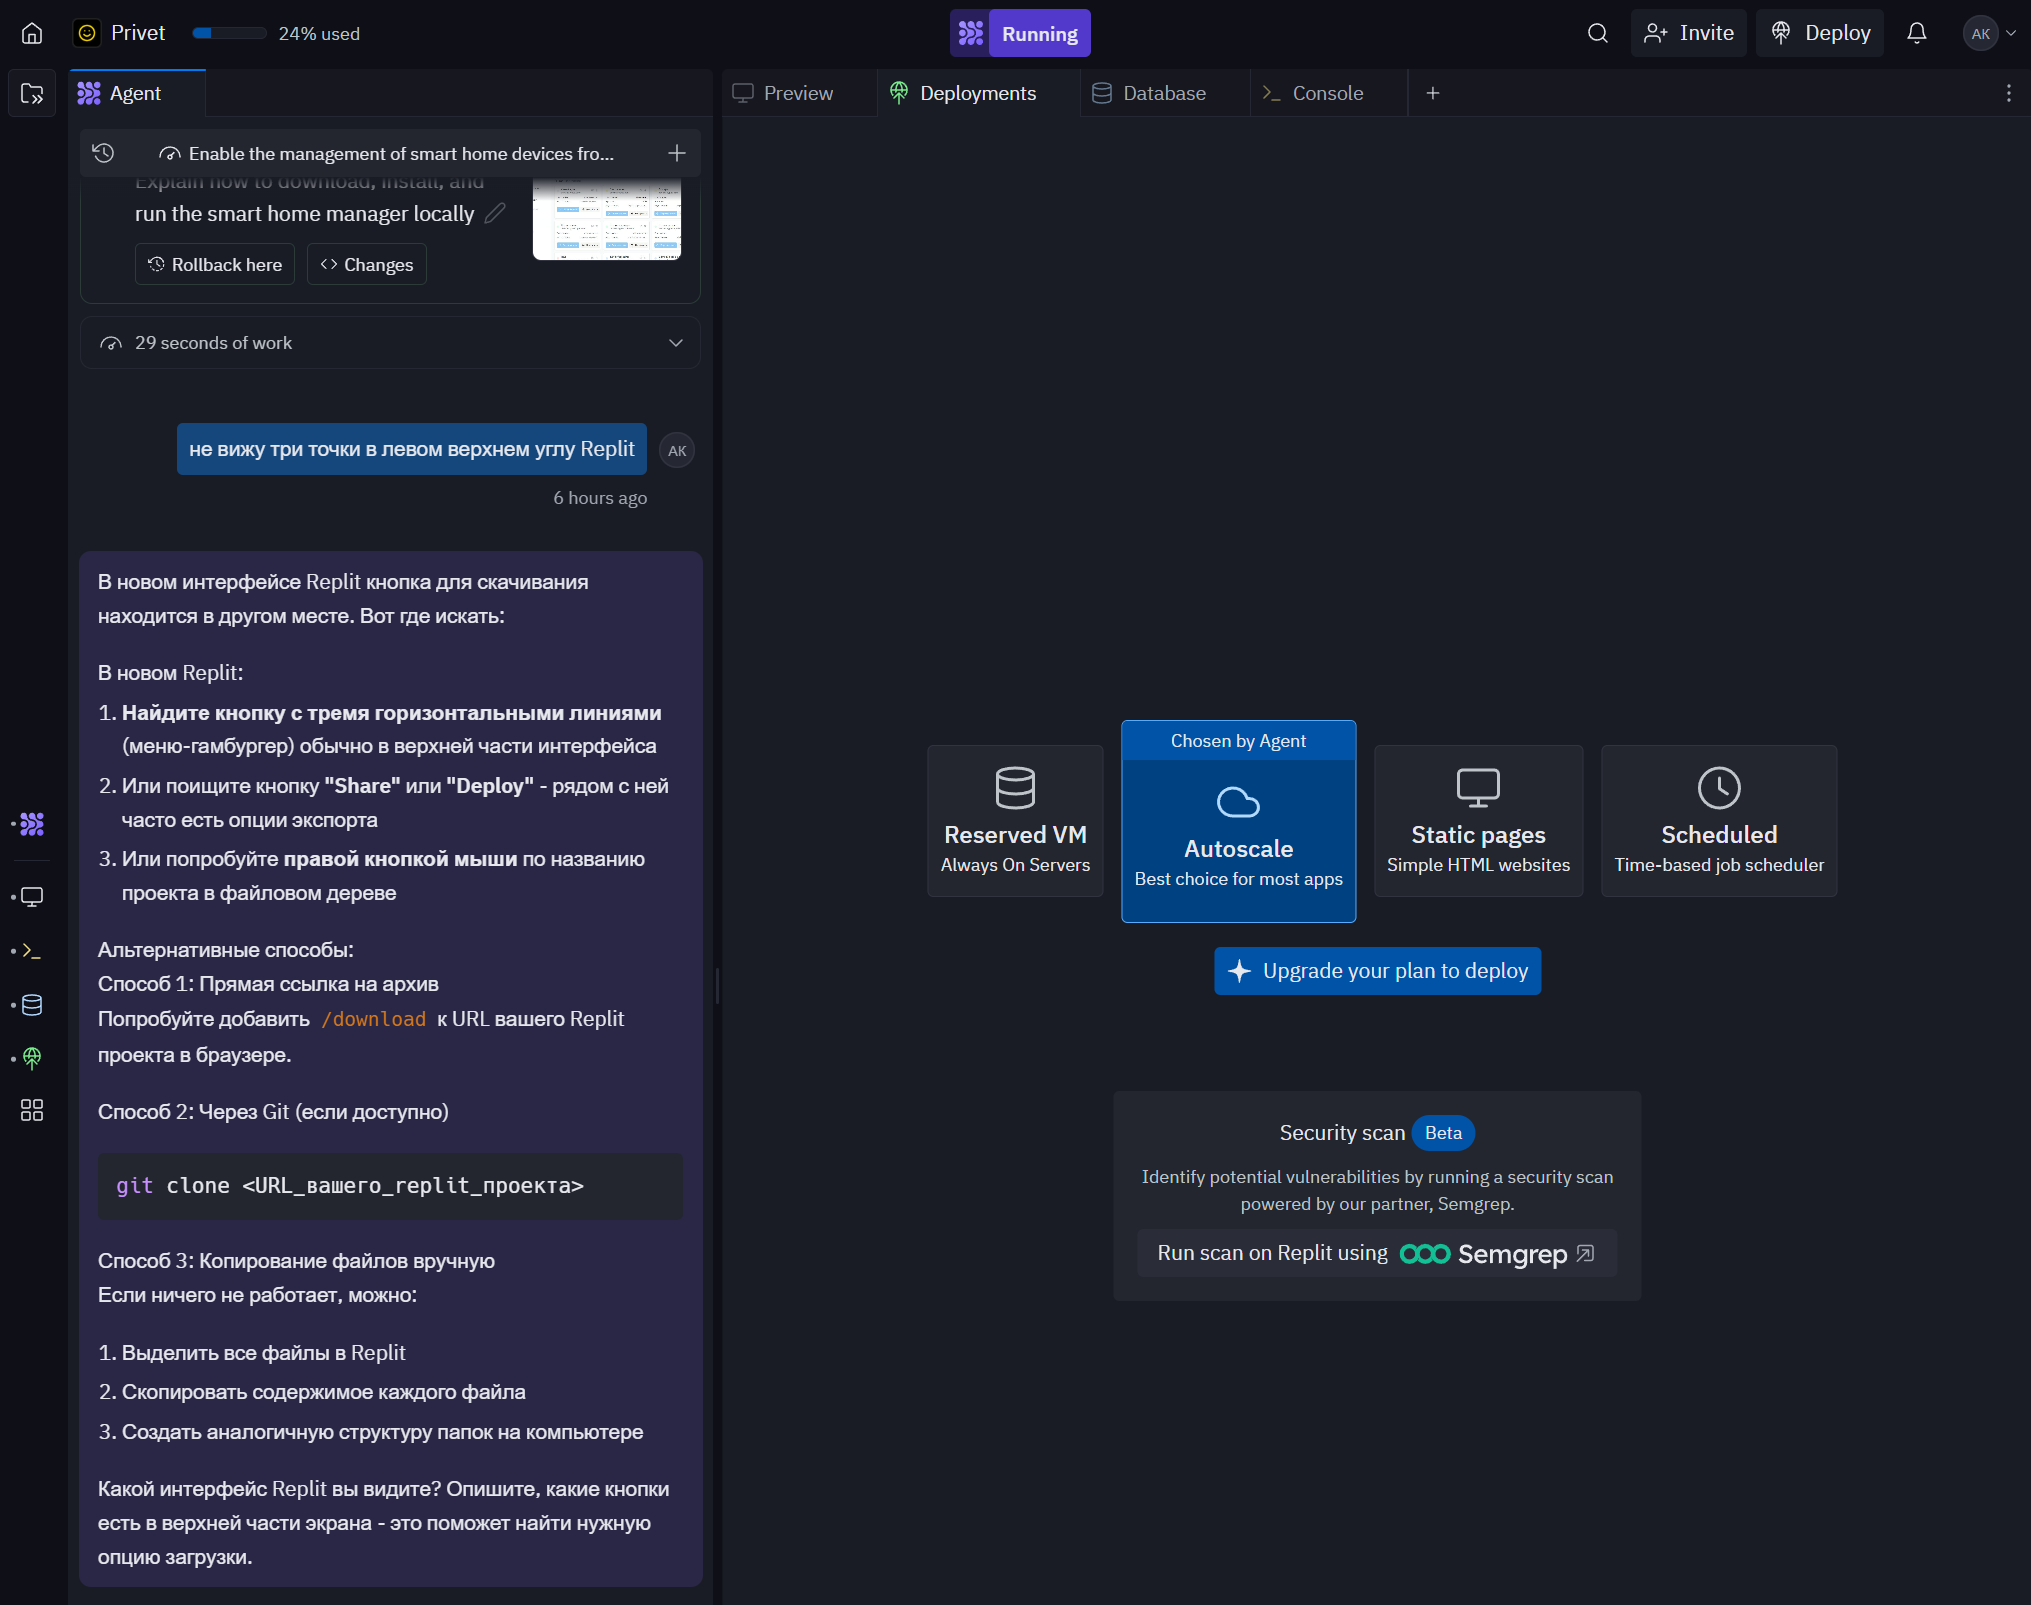 Privet
24% used
Running
Invite
Deploy
AK
Agent
Preview
Deployments
Database
Console
Enable the management of smart home devices fro...
Explain how to download, install, and
run the smart home manager locally
Rollback here
Changes
29 seconds of work
не вижу три точки в левом верхнем углу Replit
AK
6 hours ago
В новом интерфейсе Replit кнопка для скачивания
находится в другом месте. Вот где искать:
В новом Replit:
1. Найдите кнопку с тремя горизонтальными линиями
(меню-гамбургер) обычно в верхней части интерфейса
2. Или поищите кнопку "Share" или "Deploy" - рядом с ней
часто есть опции экспорта
3. Или попробуйте правой кнопкой мыши по названию
проекта в файловом дереве
Альтернативные способы:
Способ 1: Прямая ссылка на архив
Попробуйте добавить /download к URL вашего Replit
проекта в браузере.
Способ 2: Через Git (если доступно)
git clone <URL_вашего_replit_проекта>
Способ 3: Копирование файлов вручную
Если ничего не работает, можно:
1. Выделить все файлы в Replit
2. Скопировать содержимое каждого файла
3. Создать аналогичную структуру папок на компьютере
Какой интерфейс Replit вы видите? Опишите, какие кнопки
есть в верхней части экрана - это поможет найти нужную
опцию загрузки.
Reserved VM
Always On Servers
Chosen by Agent
Autoscale
Best choice for most apps
Static pages
Simple HTML websites
Scheduled
Time-based job scheduler
Upgrade your plan to deploy
Security scan Beta
Identify potential vulnerabilities by running a security scan
powered by our partner, Semgrep.
Run scan on Replit using Semgrep